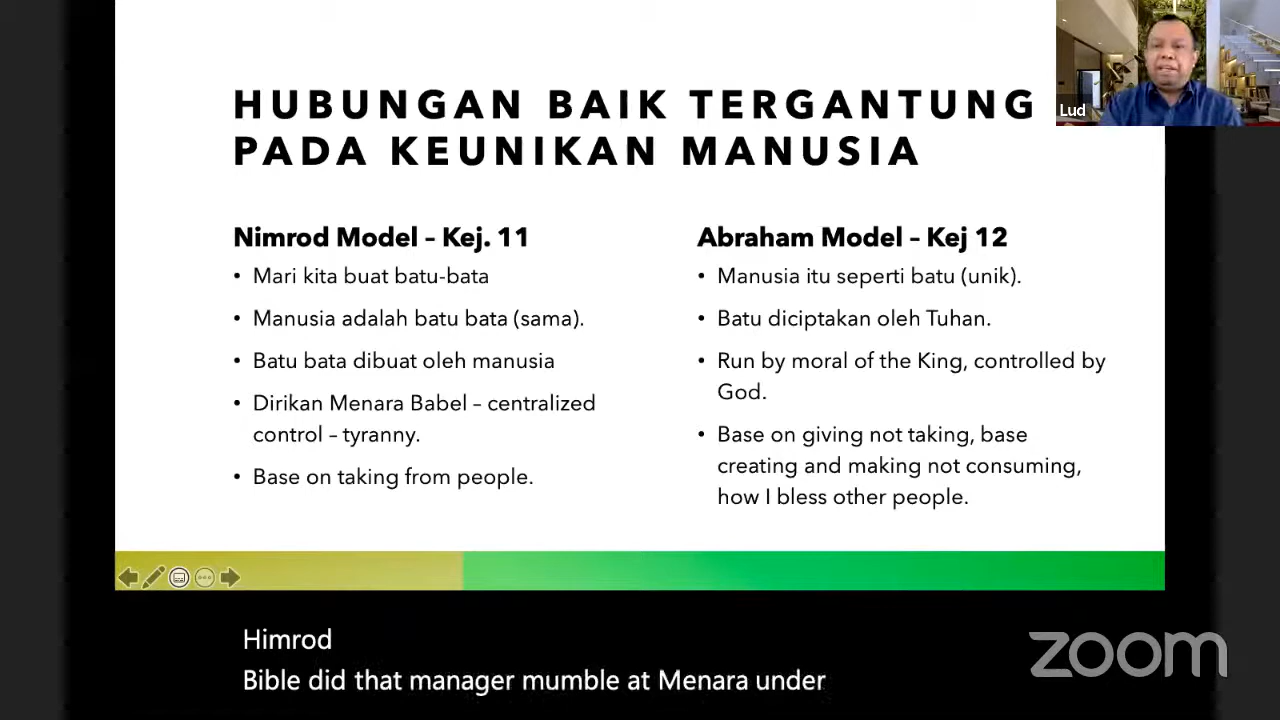 HUBUNGAN BAIK TERGANTUNG
PADA KEUNIKAN MANUSIA
Lud
Nimrod Model – Kej. 11
• Mari kita buat batu-bata
• Manusia adalah batu bata (sama).
• Batu bata dibuat oleh manusia
• Dirikan Menara Babel – centralized
control – tyranny.
• Base on taking from people.
Abraham Model – Kej 12
• Manusia itu seperti batu (unik).
• Batu diciptakan oleh Tuhan.
• Run by moral of the King, controlled by
God.
• Base on giving not taking, base
creating and making not consuming,
how I bless other people.
Himrod
Bible did that manager mumble at Menara under
zoom